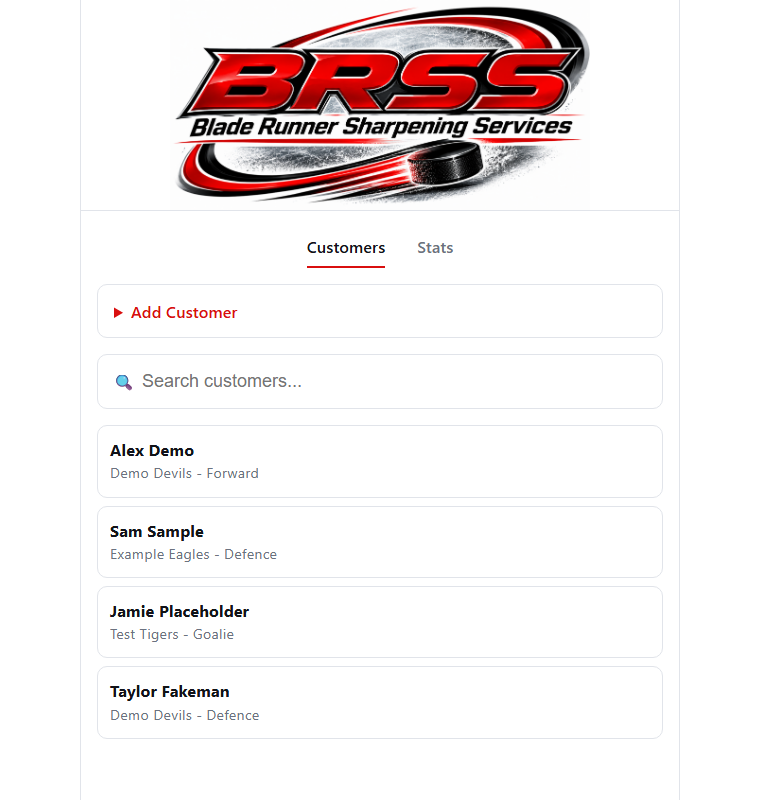 BRSS
Blade Runner Sharpening Services
Customers
Stats
Add Customer
Search customers...
Alex Demo
Demo Devils - Forward
Sam Sample
Example Eagles - Defence
Jamie Placeholder
Test Tigers - Goalie
Taylor Fakeman
Demo Devils - Defence